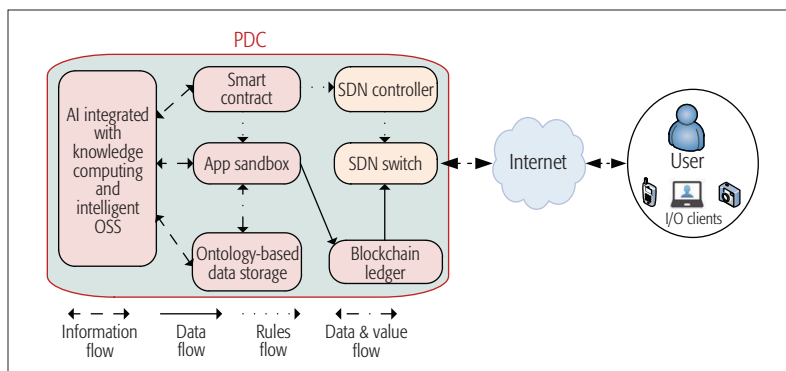 PDC
AI integrated
with
knowledge
computing
and
intelligent
OSS
Smart
contract
SDN controller
App sandbox
SDN switch
Ontology-based
data storage
Blockchain
ledger
Internet
User
I/O clients
Information
flow
Data
flow
Rules
flow
Data & value
flow